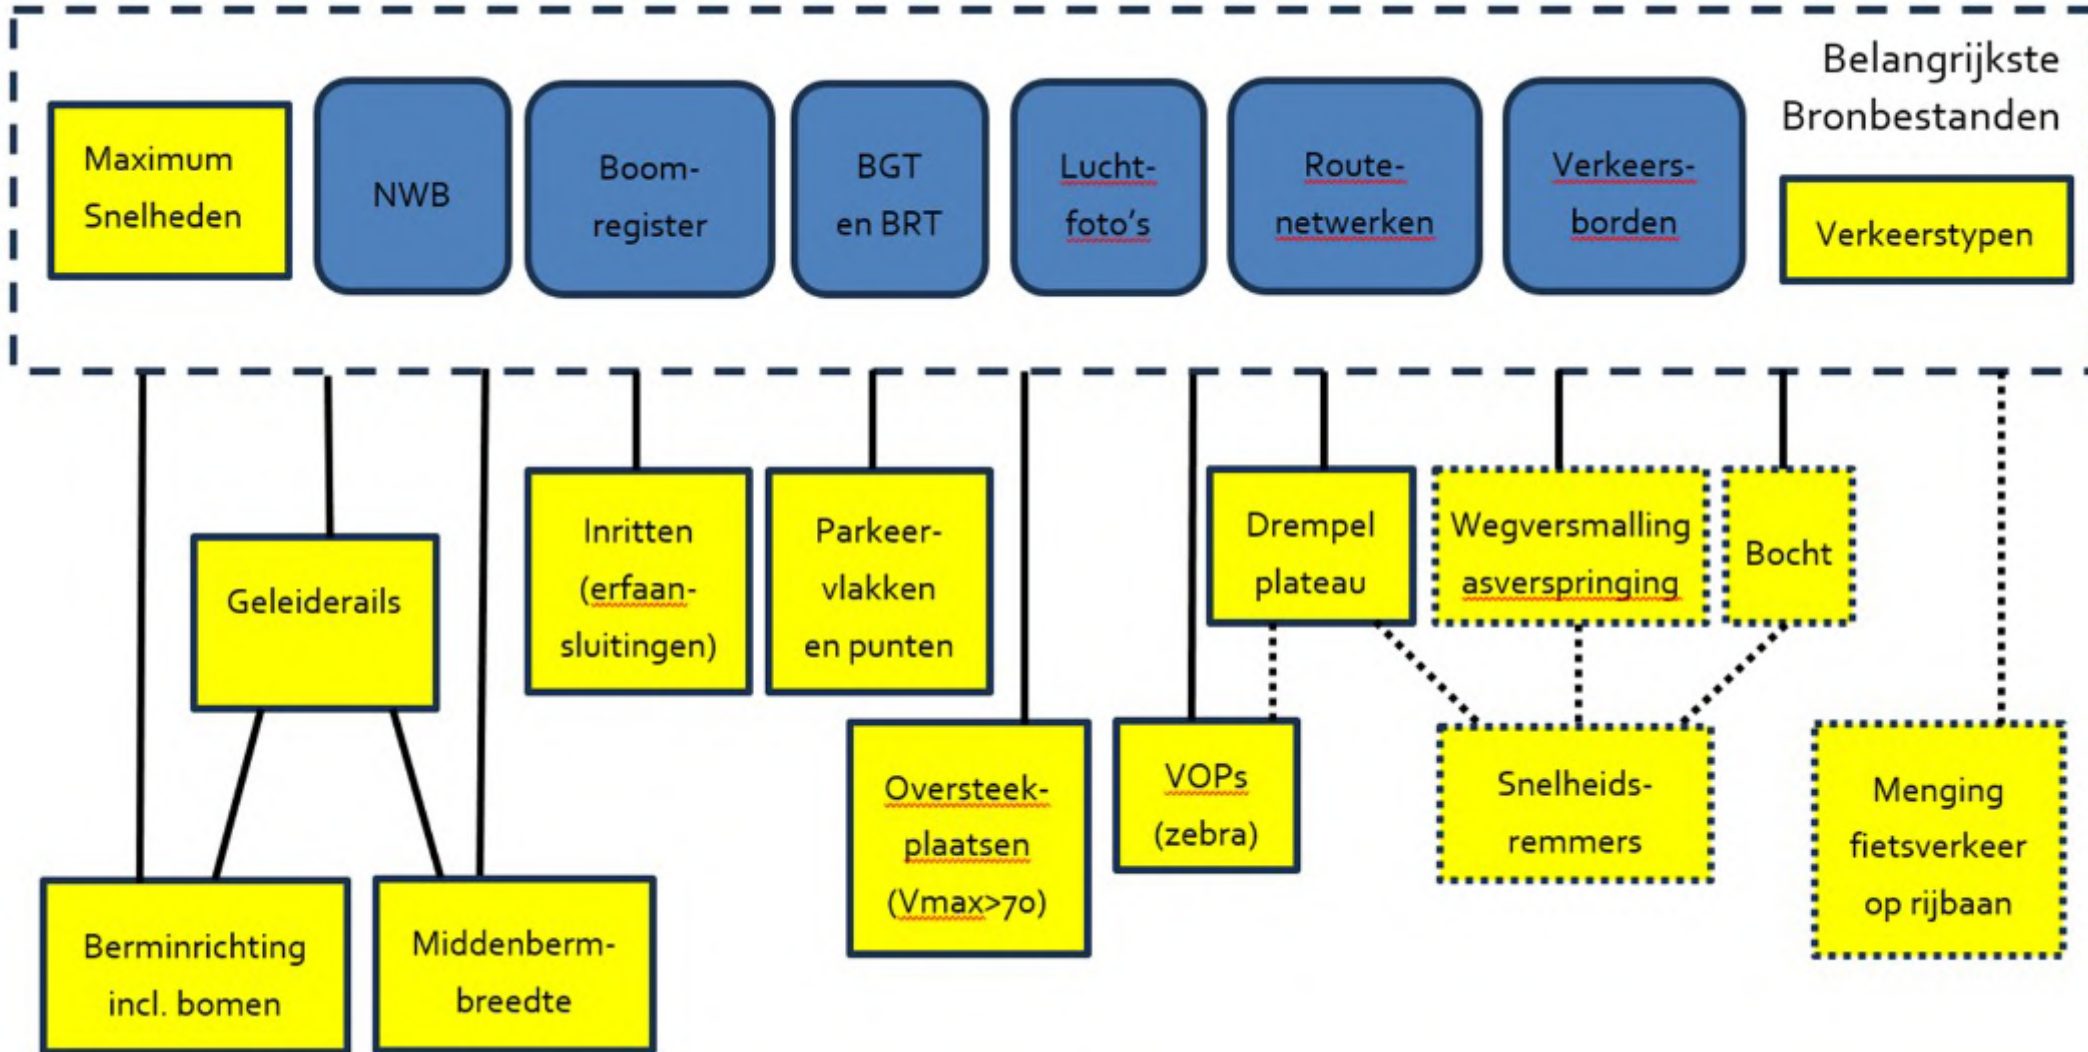 Belangrijkste
Bronbestanden
Maximum
Snelheden
NWB
Boom-
register
BGT
en BRT
Lucht-
foto's
Route-
netwerken
Verkeers-
borden
Verkeerstypen
Geleiderails
Inritten
(erfaan-
sluitingen)
Parkeer-
vlakken
en punten
Drempel
plateau
Wegversmalling
asverspringing
Bocht
Berminrichting
incl. bomen
Middenberm-
breedte
Oversteek-
plaatsen
(Vmax>70)
VOPs
(zebra)
Snelheids-
remmers
Menging
fietsverkeer
op rijbaan